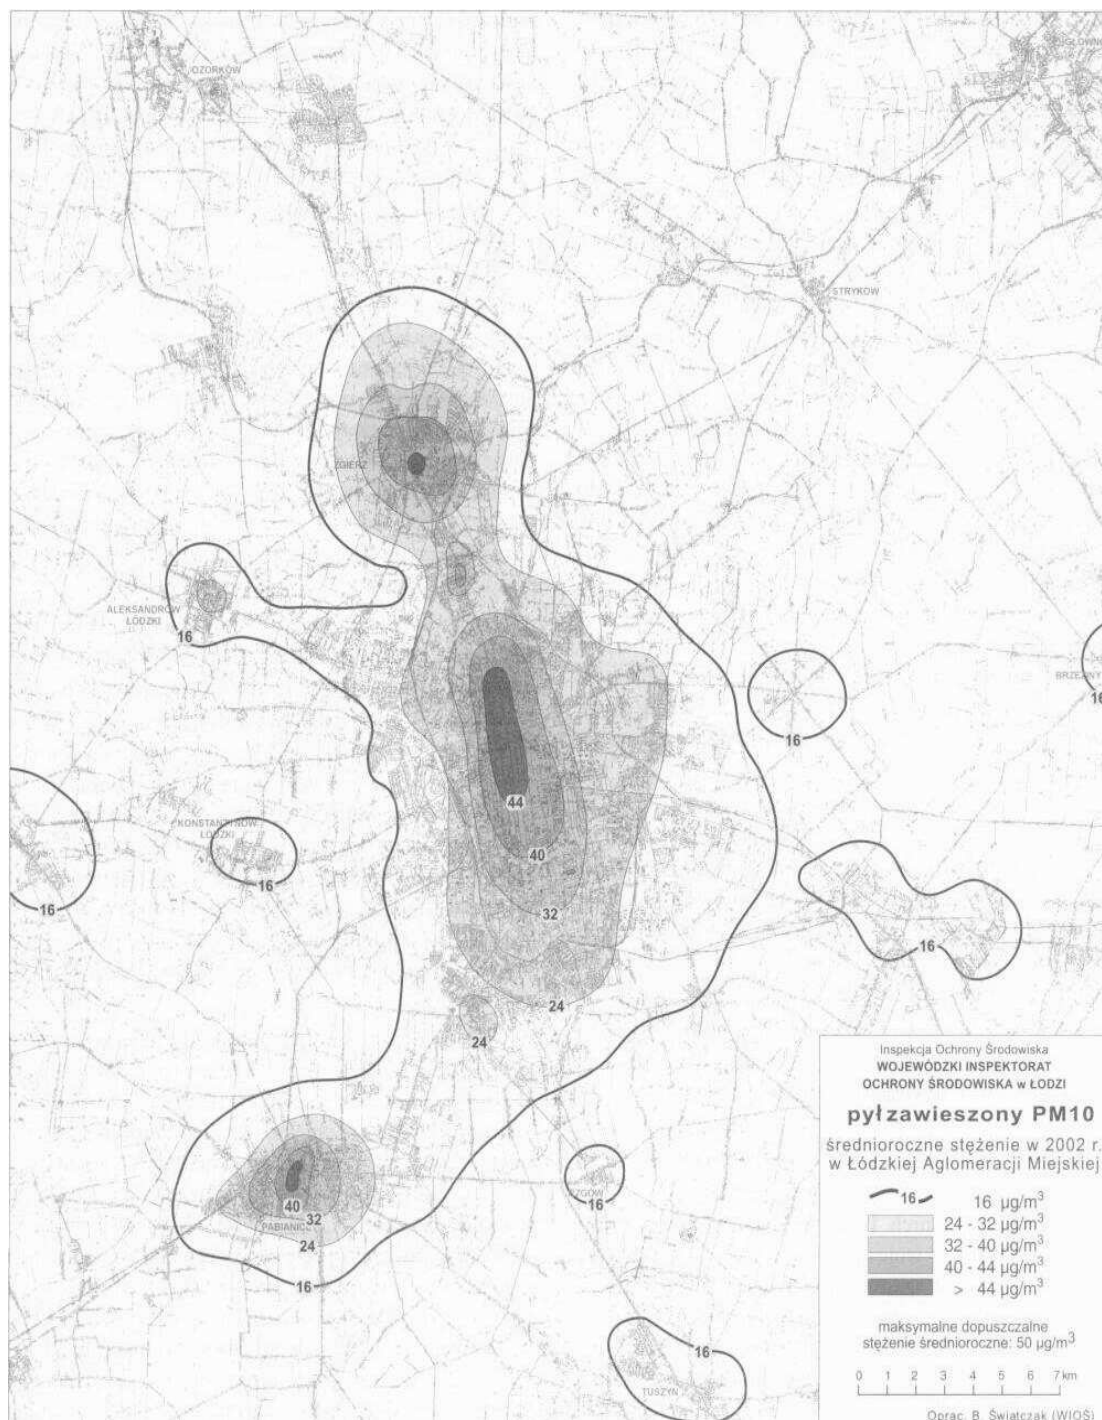 OZORKÓW
GŁOWNO
STRYKÓW
ZGIERZ
ALEKSANDRÓW
ŁÓDZKI
16
BRZEZINY
16
16
44
KONSTANTYNÓW
ŁÓDZKI
40
16
16
32
16
24
24
40
32
PABIANICE
24
16
RZGÓW
16
16
TUSZYN
Inspekcja Ochrony Środowiska
WOJEWÓDZKI INSPEKTORAT
OCHRONY ŚRODOWISKA w ŁODZI
pył zawieszony PM10
średnioroczne stężenie w 2002 r.
w Łódzkiej Aglomeracji Miejskiej
16 16 µg/m³
24 - 32 µg/m³
32 - 40 µg/m³
40 - 44 µg/m³
> 44 µg/m³
maksymalne dopuszczalne
stężenie średnioroczne: 50 µg/m³
0 1 2 3 4 5 6 7 km
Oprac. B. Świątczak (WIOŚ)